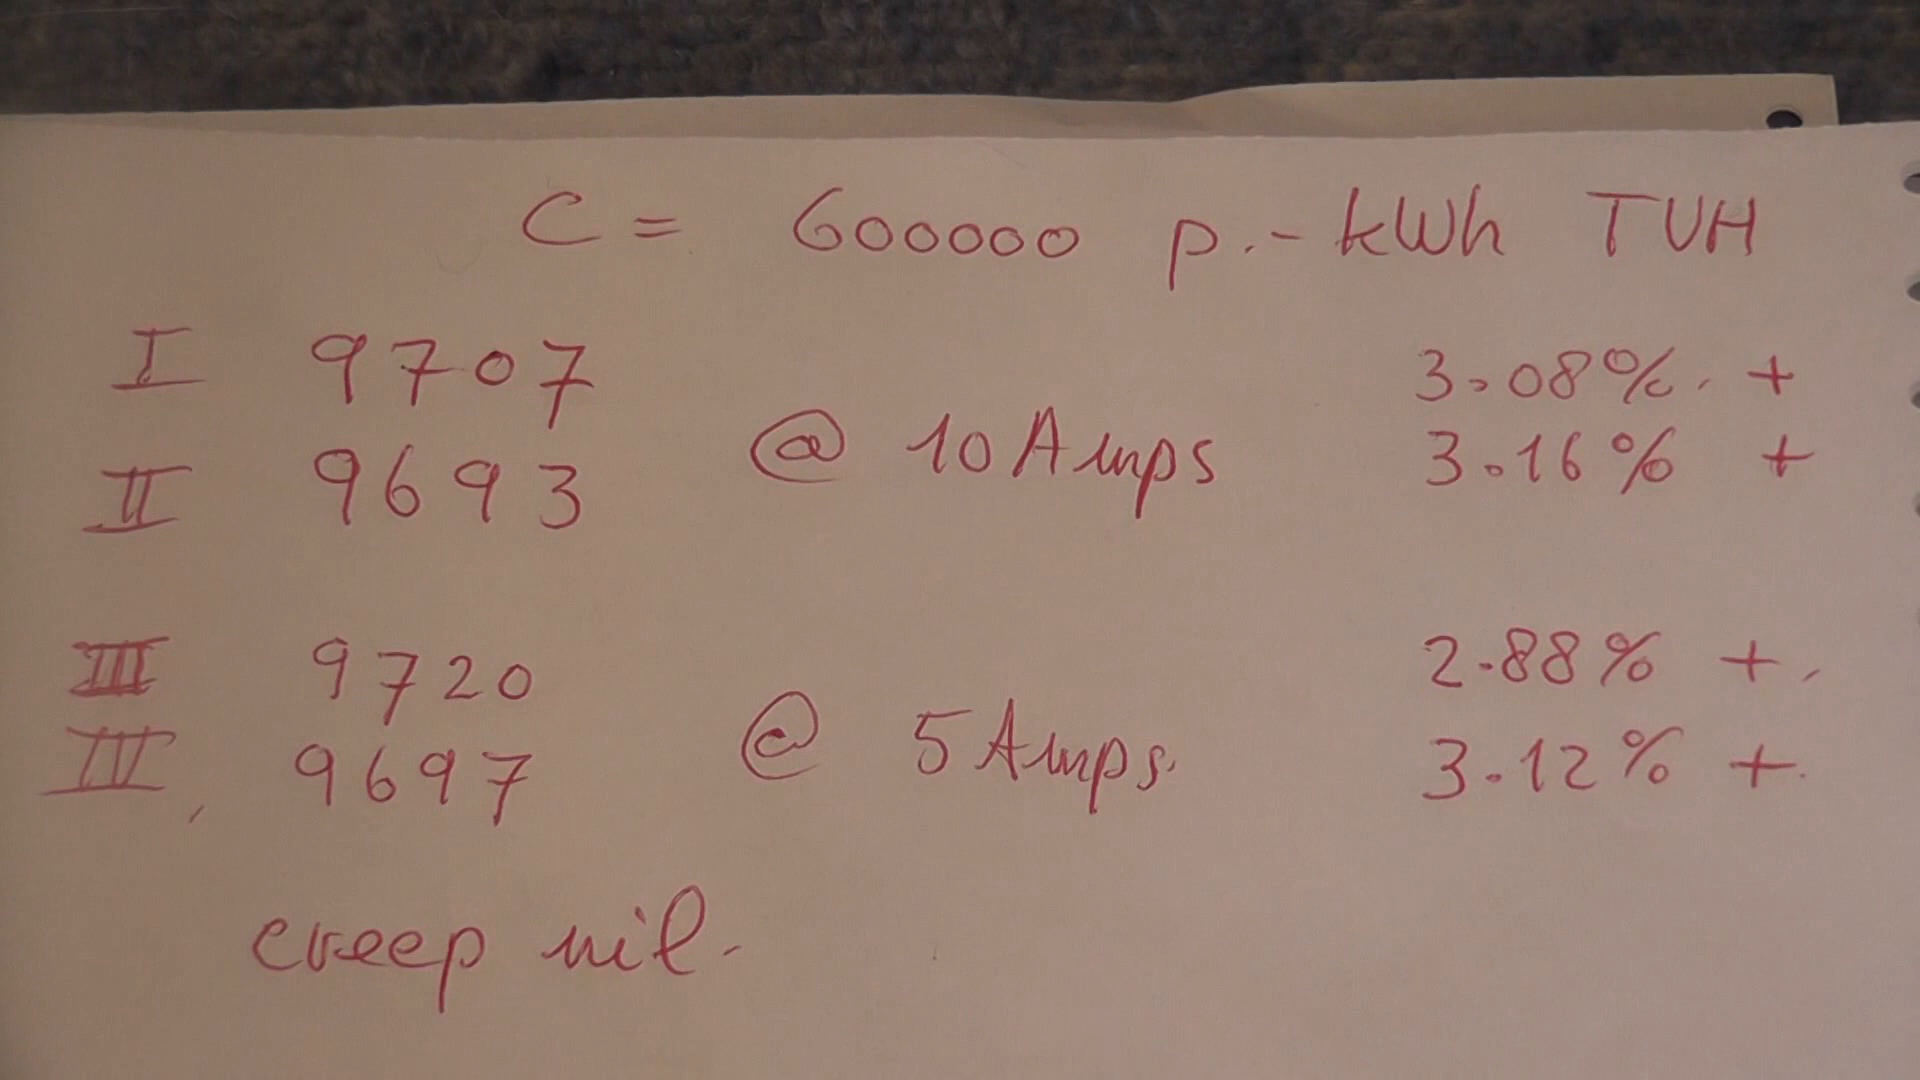 C = 600000 p.- kWh TUH
I 9707 3.08% +
@ 10 Amps
II 9693 3.16% +
III 9720 2.88% +
@ 5 Amps.
IV 9697 3.12% +
creep nil.